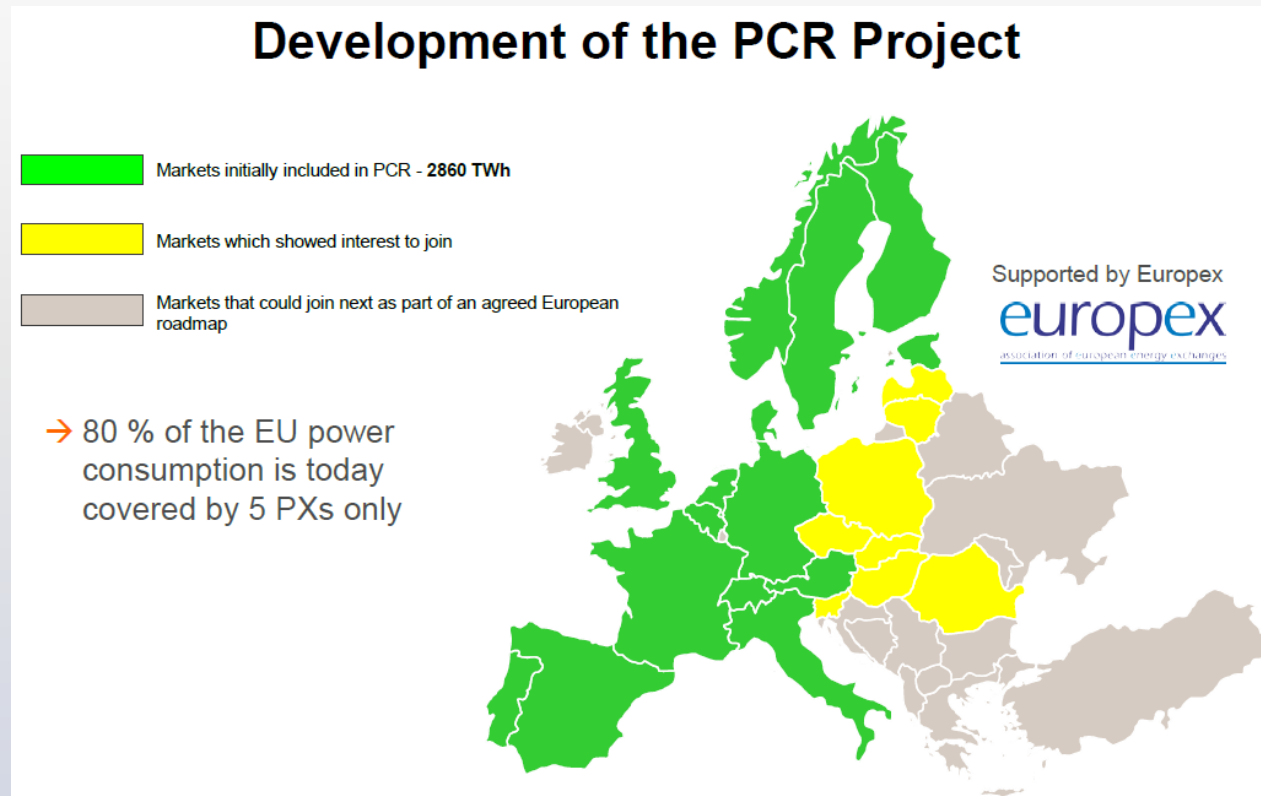 Development of the PCR Project
Markets initially included in PCR - 2860 TWh
Markets which showed interest to join
Markets that could join next as part of an agreed European
roadmap
Supported by Europex
europex
association of european energy exchanges
→ 80 % of the EU power
consumption is today
covered by 5 PXs only